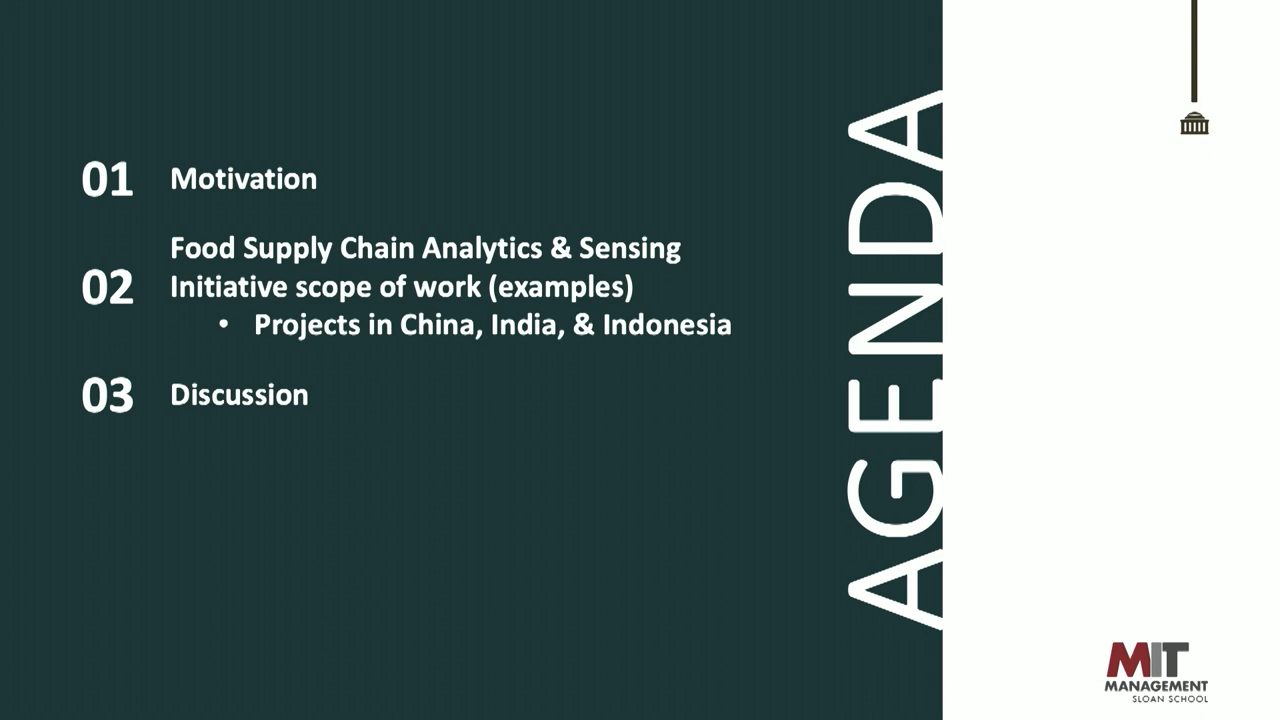 01 Motivation
Food Supply Chain Analytics & Sensing
02 Initiative scope of work (examples)
• Projects in China, India, & Indonesia
03 Discussion
AGENDA
MIT
MANAGEMENT
SLOAN SCHOOL